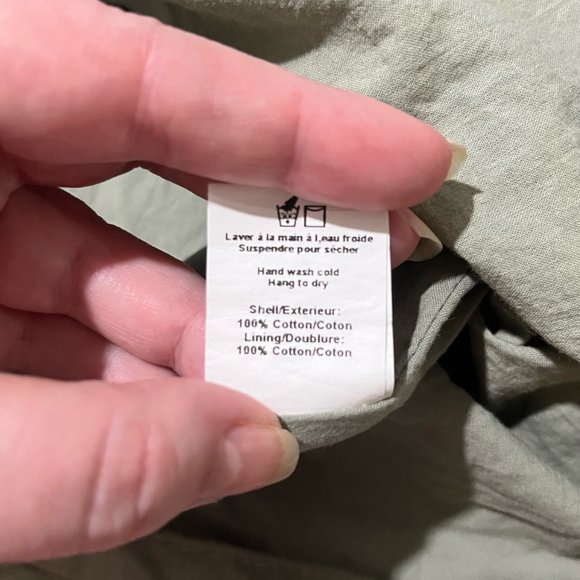 Laver à la main à l,eau froide
Suspendre pour sècher
Hand wash cold
Hang to dry
Shell/Exterieur:
100% Cotton/Coton
Lining/Doublure:
100% Cotton/Coton